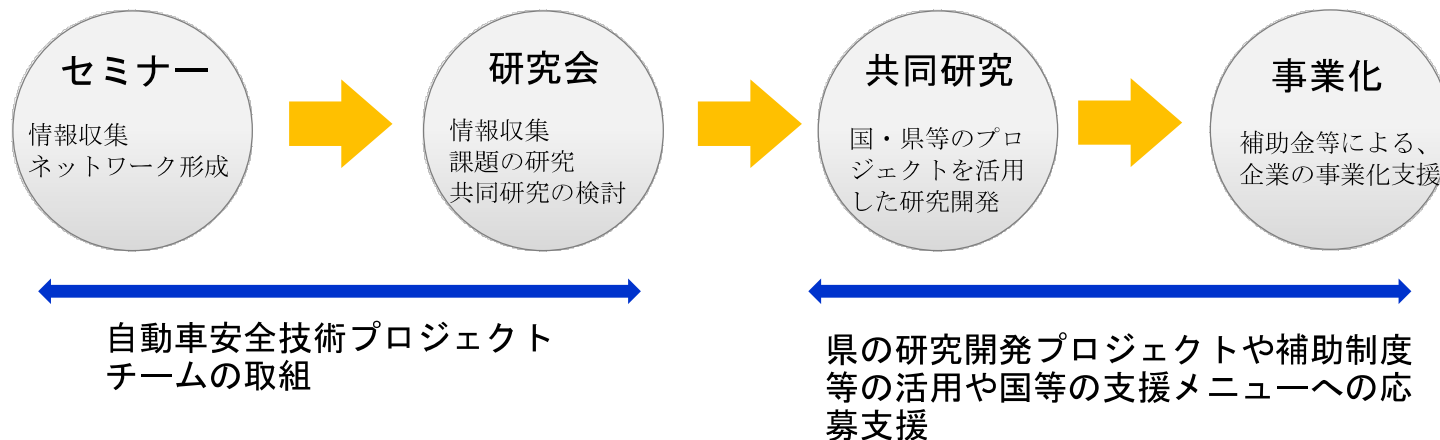 セミナー
情報収集
ネットワーク形成
研究会
情報収集
課題の研究
共同研究の検討
共同研究
国・県等のプロ
ジェクトを活用
した研究開発
事業化
補助金等による、
企業の事業化支援
自動車安全技術プロジェクト
チームの取組
県の研究開発プロジェクトや補助制度
等の活用や国等の支援メニューへの応
募支援